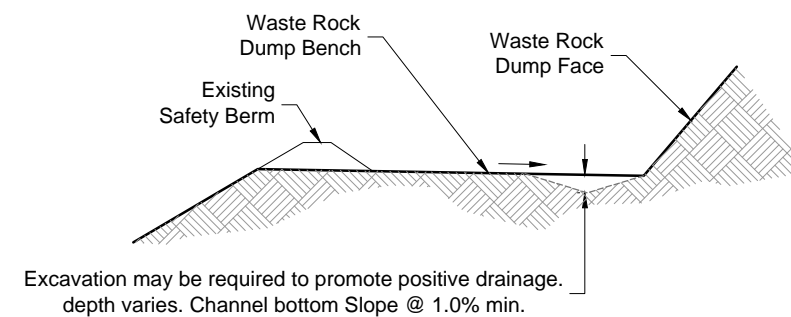 Waste Rock
Dump Bench
Waste Rock
Dump Face
Existing
Safety Berm
Excavation may be required to promote positive drainage.
depth varies. Channel bottom Slope @ 1.0% min.